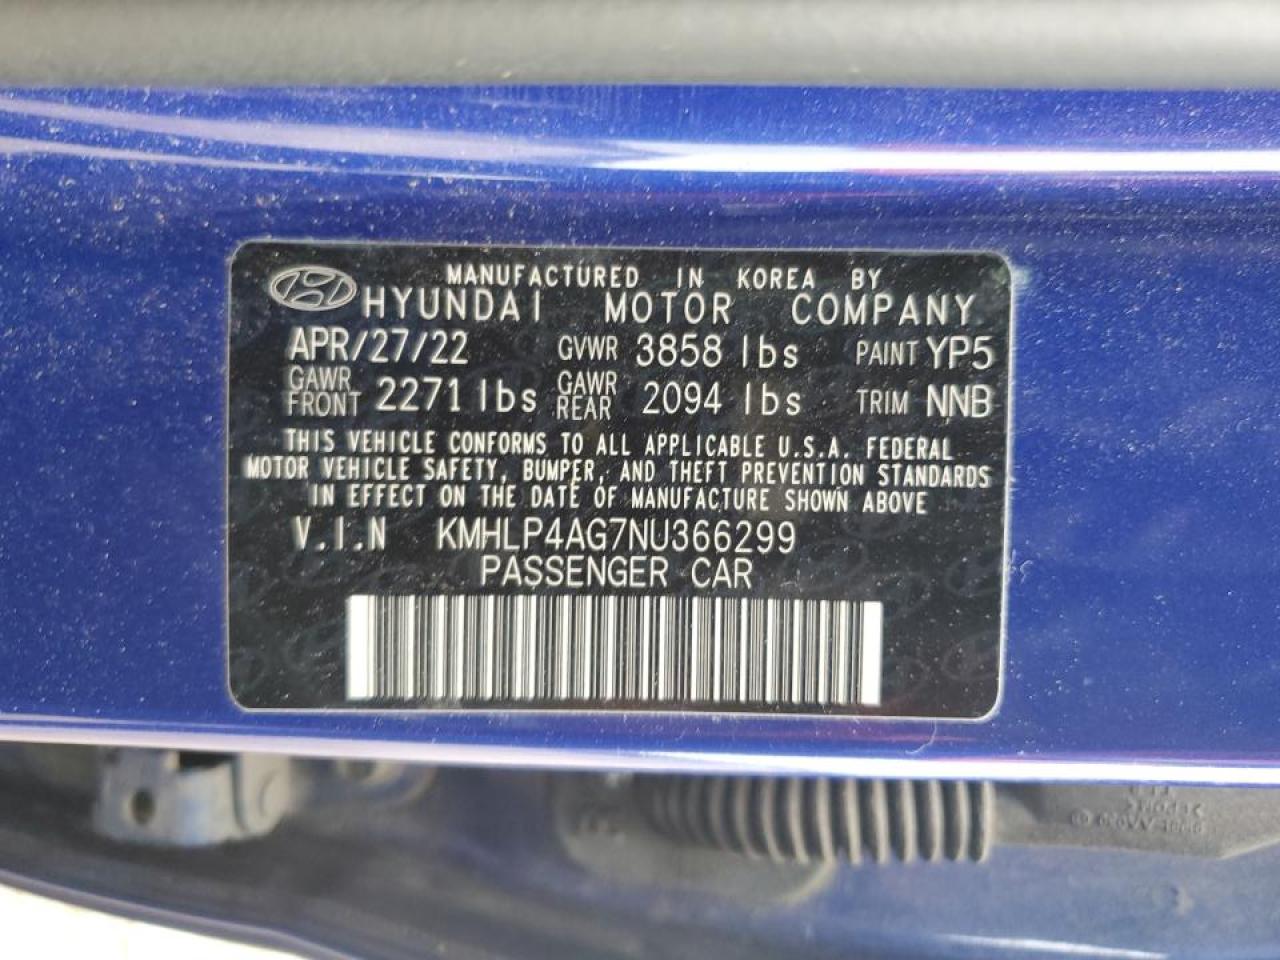 MANUFACTURED IN KOREA BY
HYUNDAI MOTOR COMPANY
APR/27/22 GVWR 3858 lbs PAINT YP5
GAWR FRONT 2271 lbs GAWR REAR 2094 lbs TRIM NNB
THIS VEHICLE CONFORMS TO ALL APPLICABLE U.S.A. FEDERAL
MOTOR VEHICLE SAFETY, BUMPER, AND THEFT PREVENTION STANDARDS
IN EFFECT ON THE DATE OF MANUFACTURE SHOWN ABOVE
V.I.N KMHLP4AG7NU366299
PASSENGER CAR